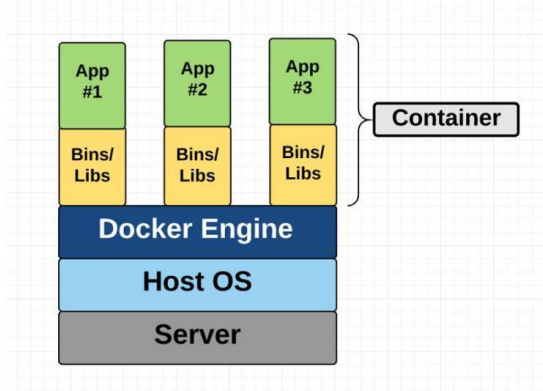 App
#1
App
#2
App
#3
Container
Bins/
Libs
Bins/
Libs
Bins/
Libs
Docker Engine
Host OS
Server